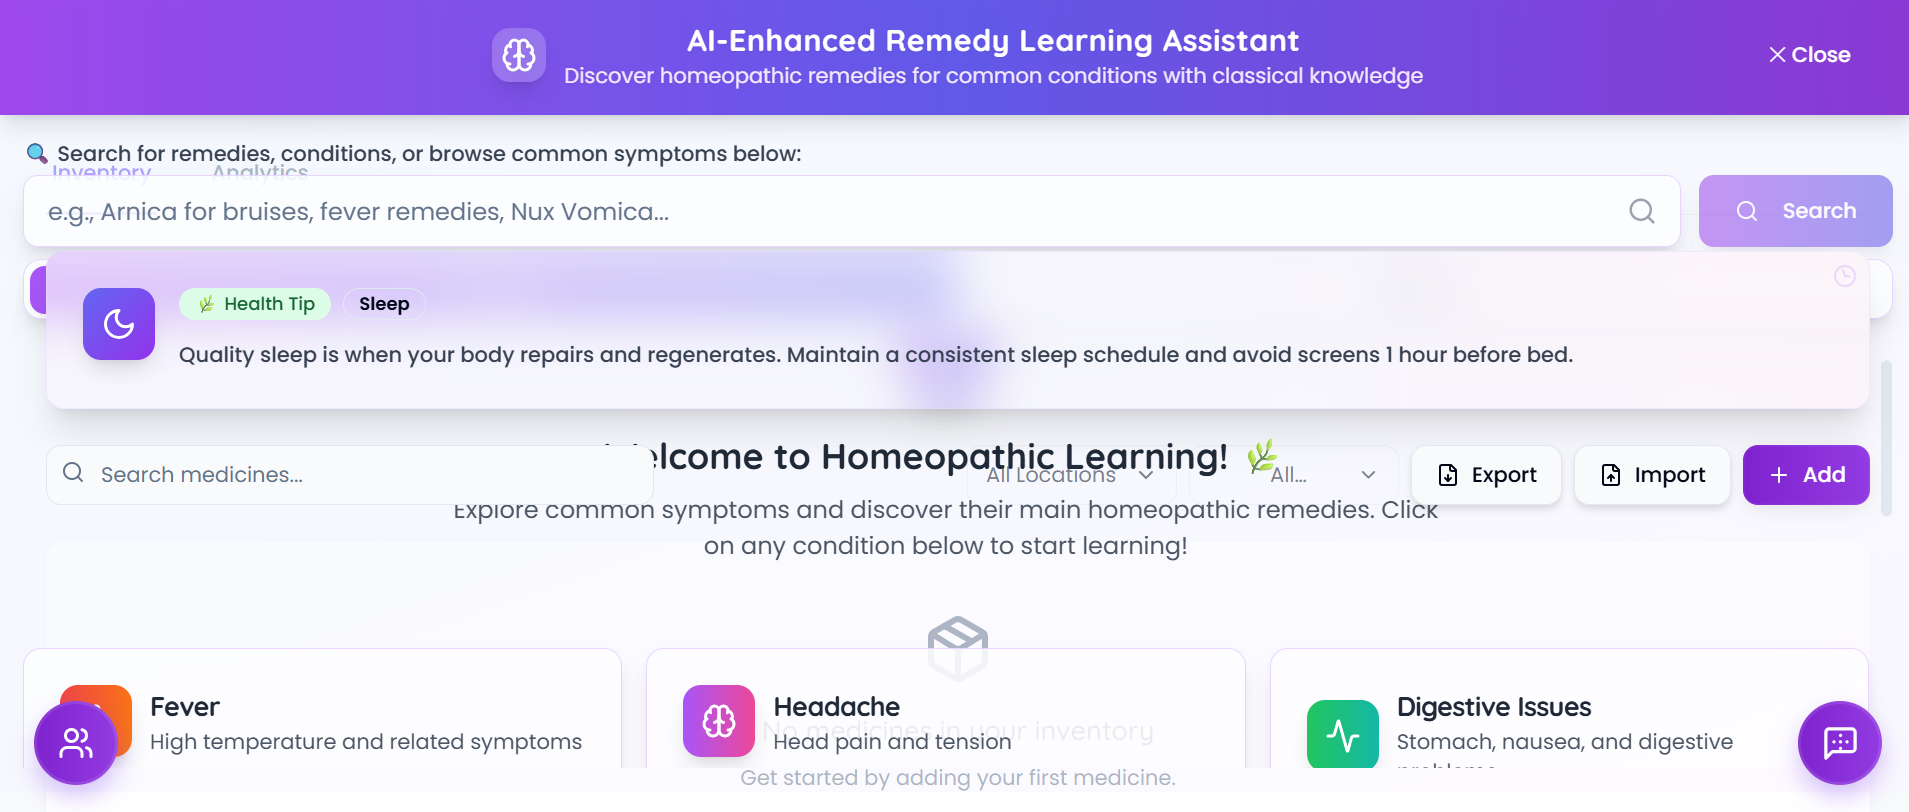 AI-Enhanced Remedy Learning Assistant
Discover homeopathic remedies for common conditions with classical knowledge
Close
Search for remedies, conditions, or browse common symptoms below:
Inventory
Analytics
e.g., Arnica for bruises, fever remedies, Nux Vomica...
Search
Health Tip
Sleep
Quality sleep is when your body repairs and regenerates. Maintain a consistent sleep schedule and avoid screens 1 hour before bed.
elcome to Homeopathic Learning!
Search medicines...
All Locations
All...
Export
Import
Add
Explore common symptoms and discover their main homeopathic remedies. Click
on any condition below to start learning!
Fever
High temperature and related symptoms
Headache
Head pain and tension
Digestive Issues
Stomach, nausea, and digestive
No medicines in your inventory
Get started by adding your first medicine.